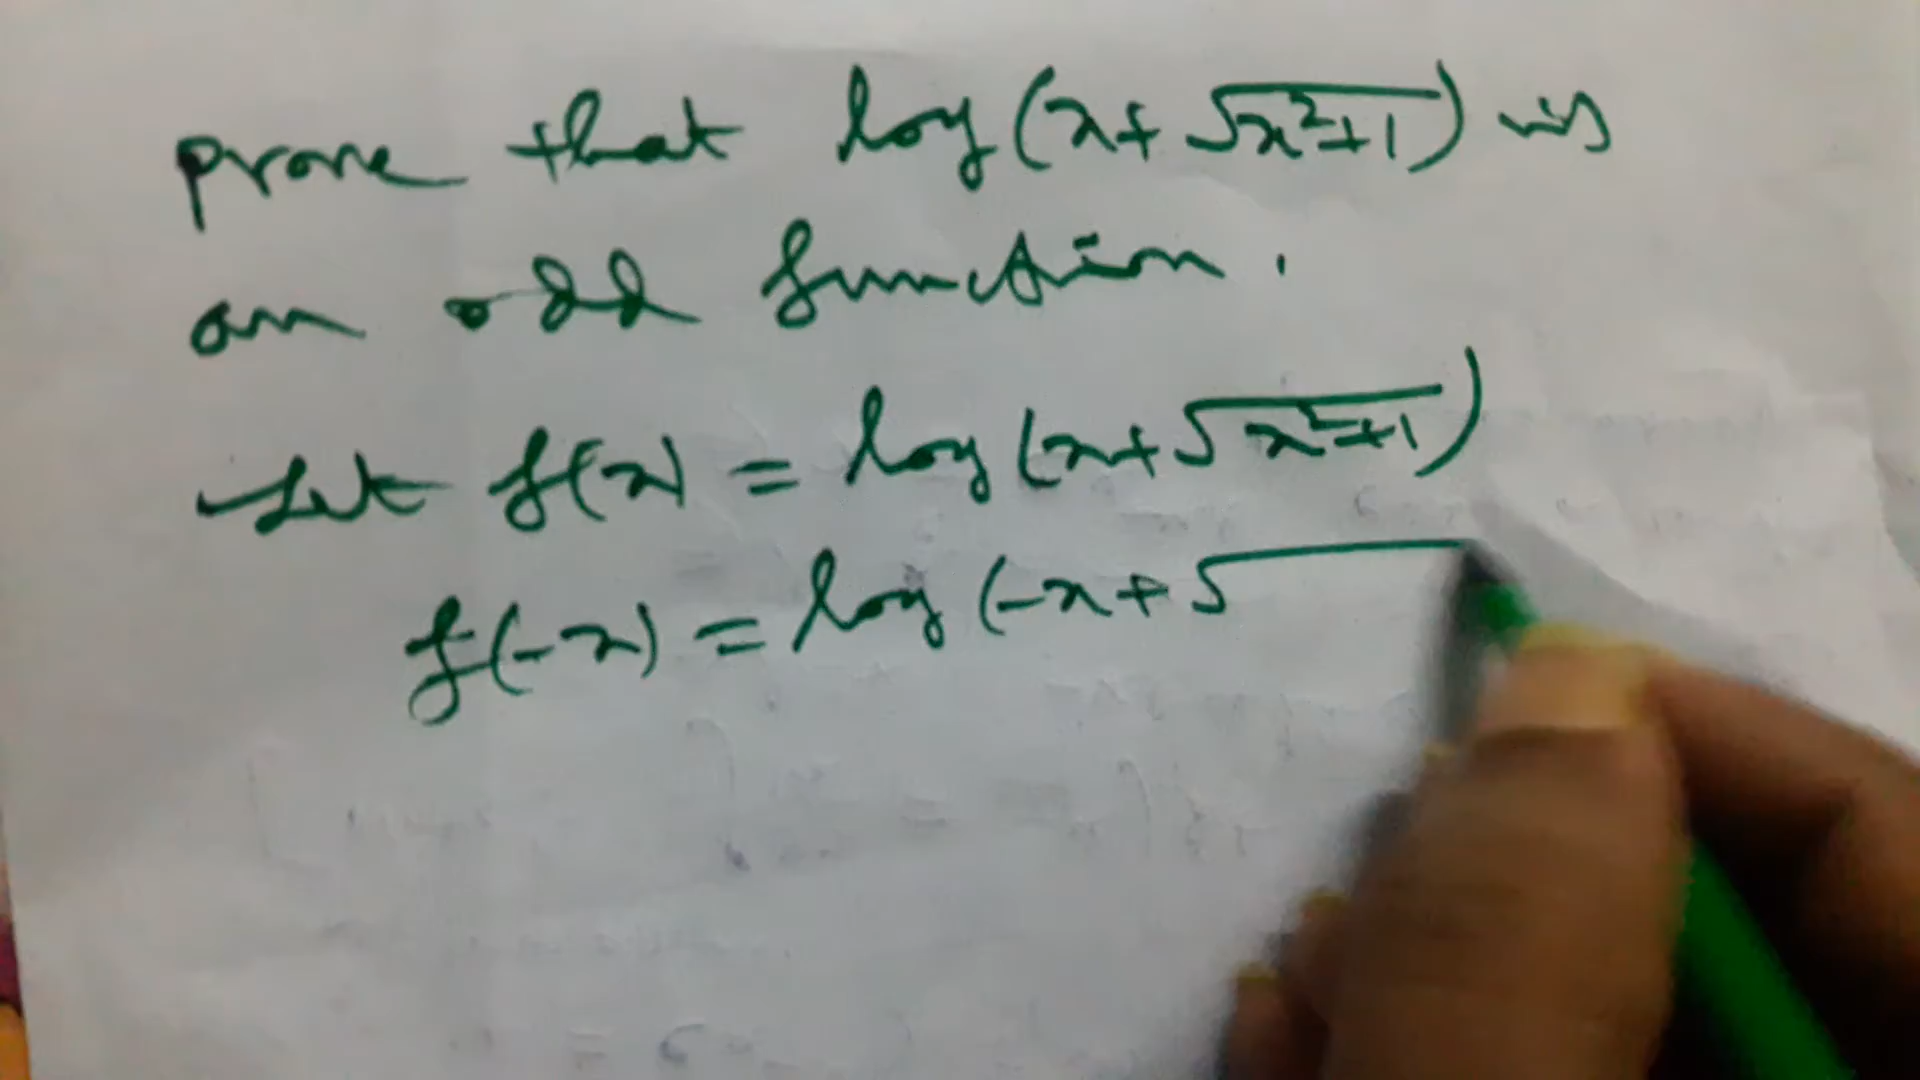 prove that log(x+√x²+1) is
an odd function.
Let f(x) = log(x+√x²+1)
f(-x) = log(-x+√